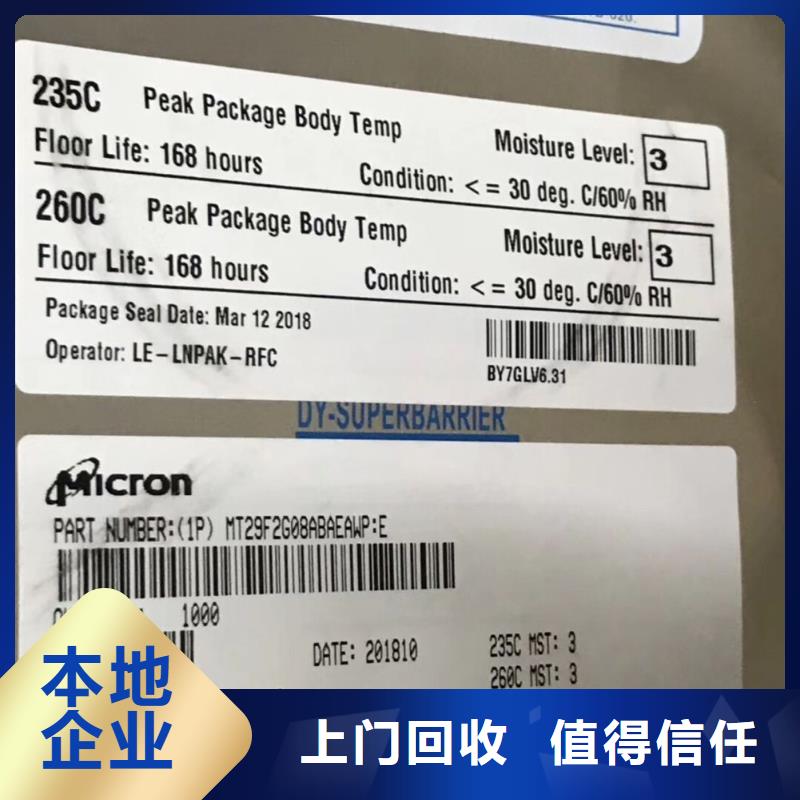 235C Peak Package Body Temp Moisture Level: 3
Floor Life: 168 hours Condition: <= 30 deg. C/60% RH
260C Peak Package Body Temp Moisture Level: 3
Floor Life: 168 hours Condition: <= 30 deg. C/60% RH
Package Seal Date: Mar 12 2018
Operator: LE-LNPAK-RFC
BY7GLV6.31
DY-SUPERBARRIER
Micron
PART NUMBER:(1P) MT29F2G08ABAEAWP:E
1000
DATE: 201810 235C MST: 3
260C MST: 3
本地
企业
上门回收 值得信任